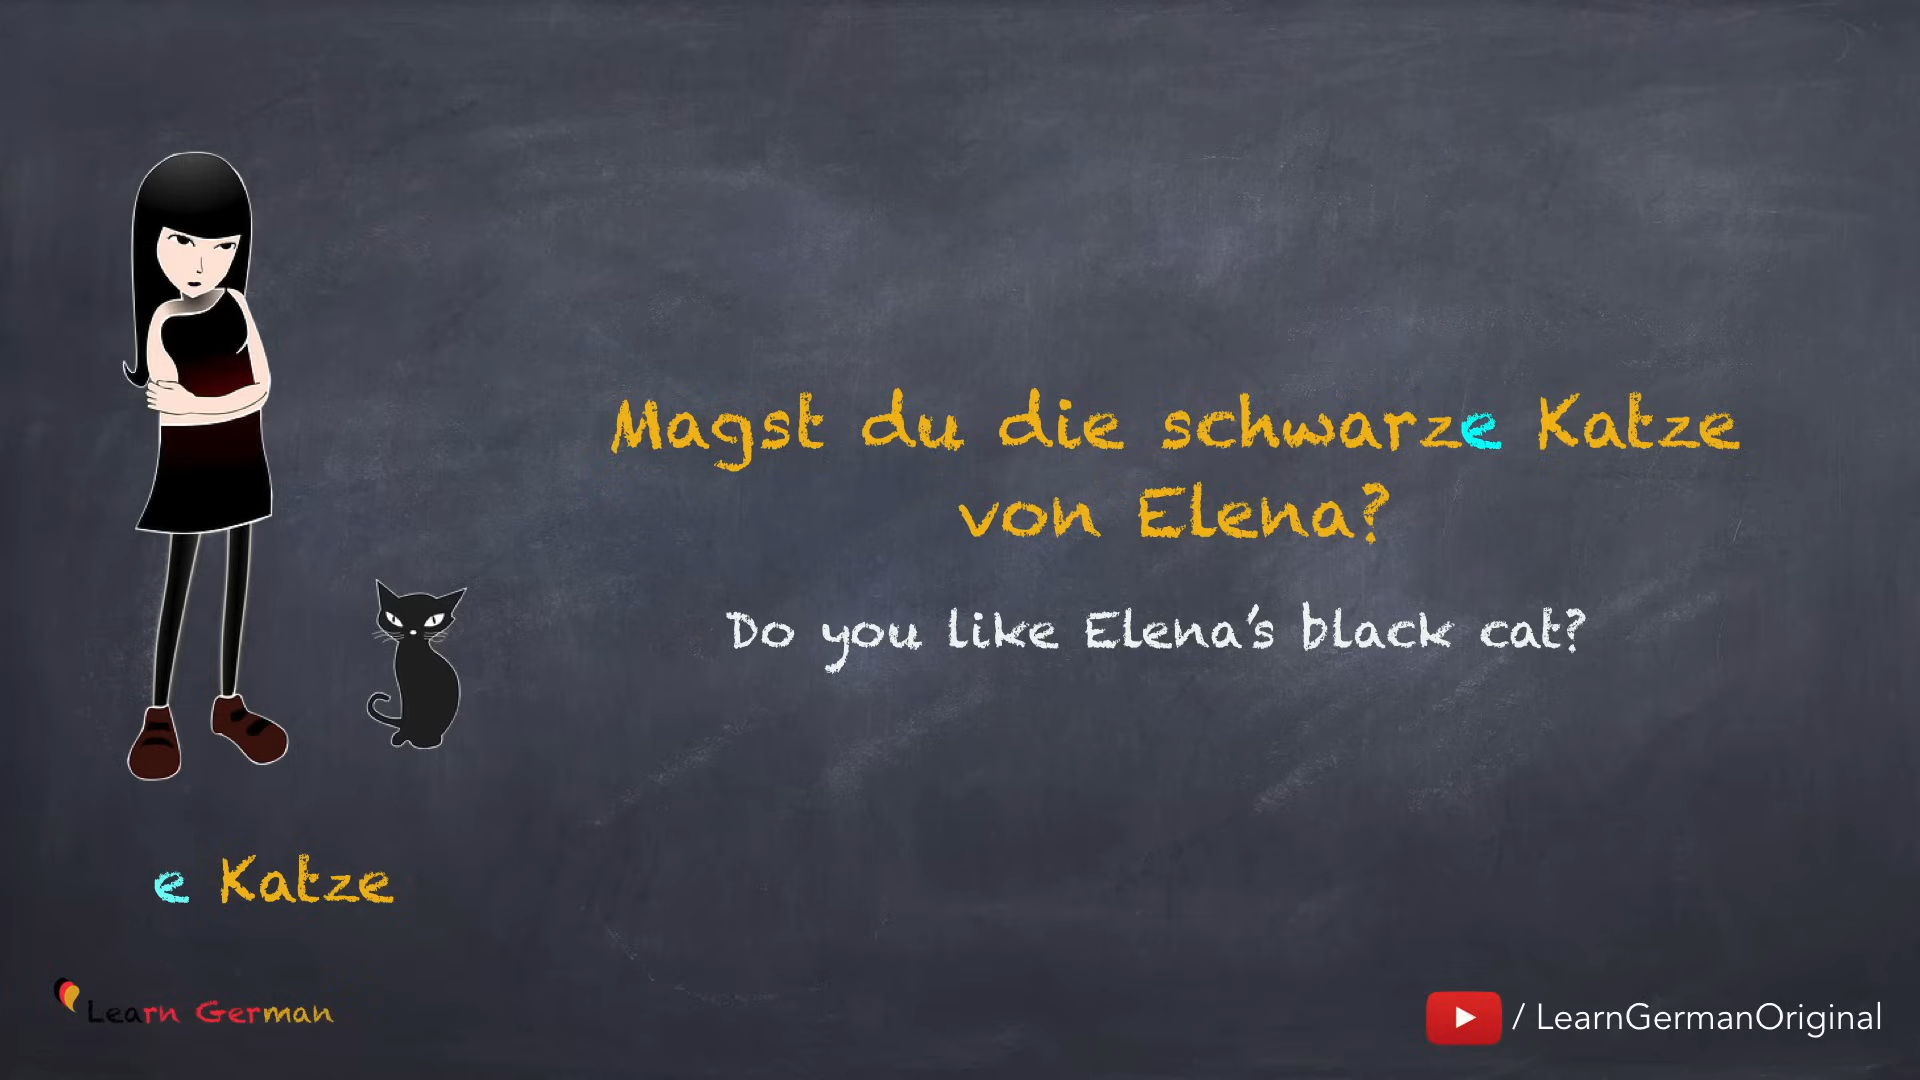 Magst du die schwarze Katze
von Elena?
Do you like Elena's black cat?
e Katze
Learn German
/ LearnGermanOriginal